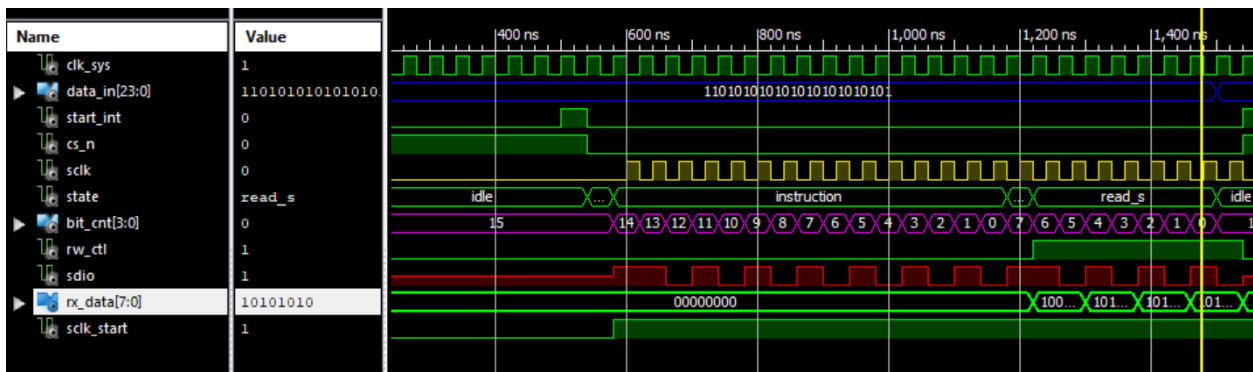 Name Value 400 ns 600 ns 800 ns 1,000 ns 1,200 ns 1,400 ns
clk_sys 1
data_in[23:0] 110101010101010. 110101010101010101010101
start_int 0
cs_n 0
sclk 0
state read_s idle ... instruction ... read_s idle
bit_cnt[3:0] 0 15 14 13 12 11 10 9 8 7 6 5 4 3 2 1 0 7 6 5 4 3 2 1 0 1
rw_ctl 1
sdio 1
rx_data[7:0] 10101010 00000000 100... 101... 101... 101...
sclk_start 1